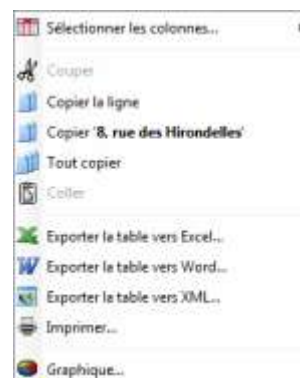 Sélectionner les colonnes...
Couper
Copier la ligne
Copier '8, rue des Hirondelles'
Tout copier
Coller
Exporter la table vers Excel...
Exporter la table vers Word...
Exporter la table vers XML...
Imprimer...
Graphique...